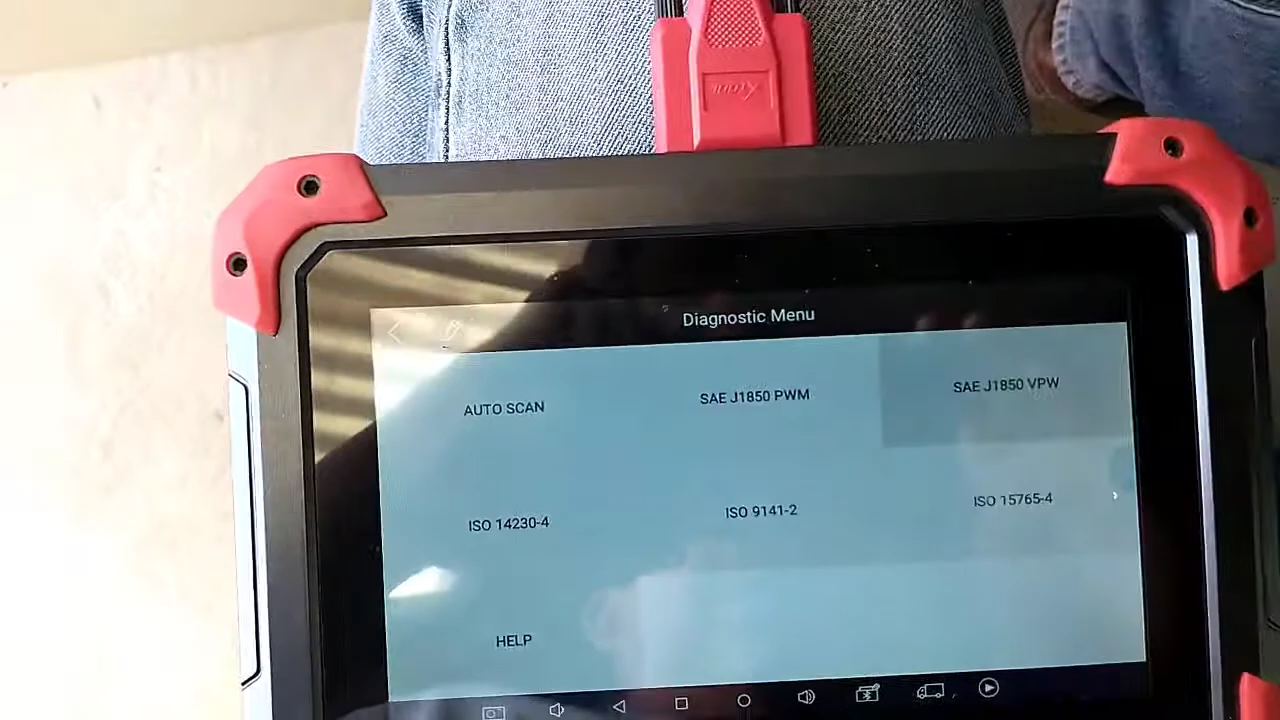 XTOOL
Diagnostic Menu
AUTO SCAN
SAE J1850 PWM
SAE J1850 VPW
ISO 14230-4
ISO 9141-2
ISO 15765-4
HELP